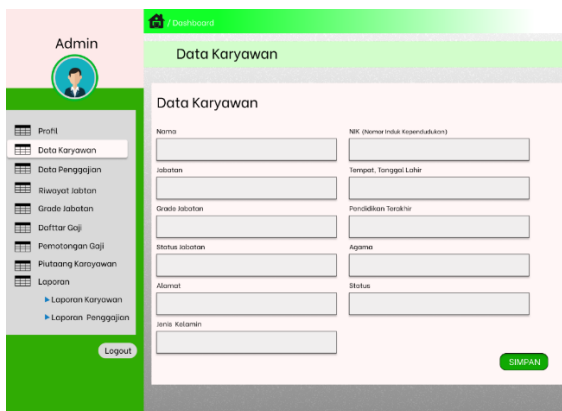 / Dashboard
Admin
Data Karyawan
Profil
Data Karyawan
Data Penggajian
Riwayat Jabtan
Grade Jabatan
Dafttar Gaji
Pemotongan Gaji
Piutaang Karayawan
Laporan
Laporan Karyawan
Laporan Penggajian
Logout
Data Karyawan
Nama
NIK (Nomor Induk Kependudukan)
Jabatan
Tempat, Tanggal Lahir
Grade Jabatan
Pendidikan Terakhir
Status Jabatan
Agama
Alamat
Status
Jenis Kelamin
SIMPAN